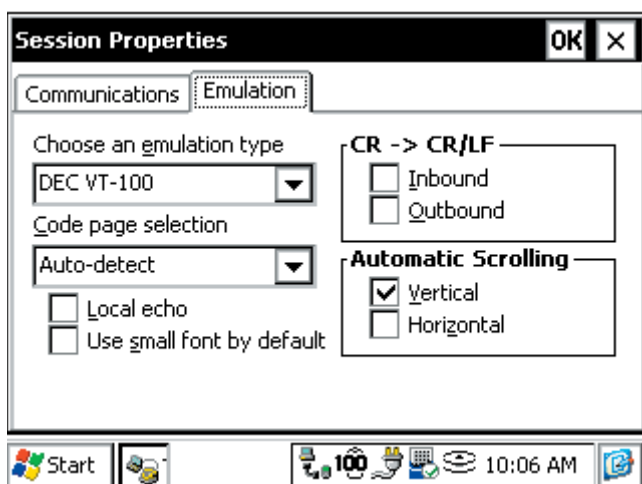 Session Properties OK ×
Communications Emulation
Choose an emulation type
DEC VT-100
Code page selection
Auto-detect
Local echo
Use small font by default
CR -> CR/LF
Inbound
Outbound
Automatic Scrolling
Vertical
Horizontal
Start 100 10:06 AM